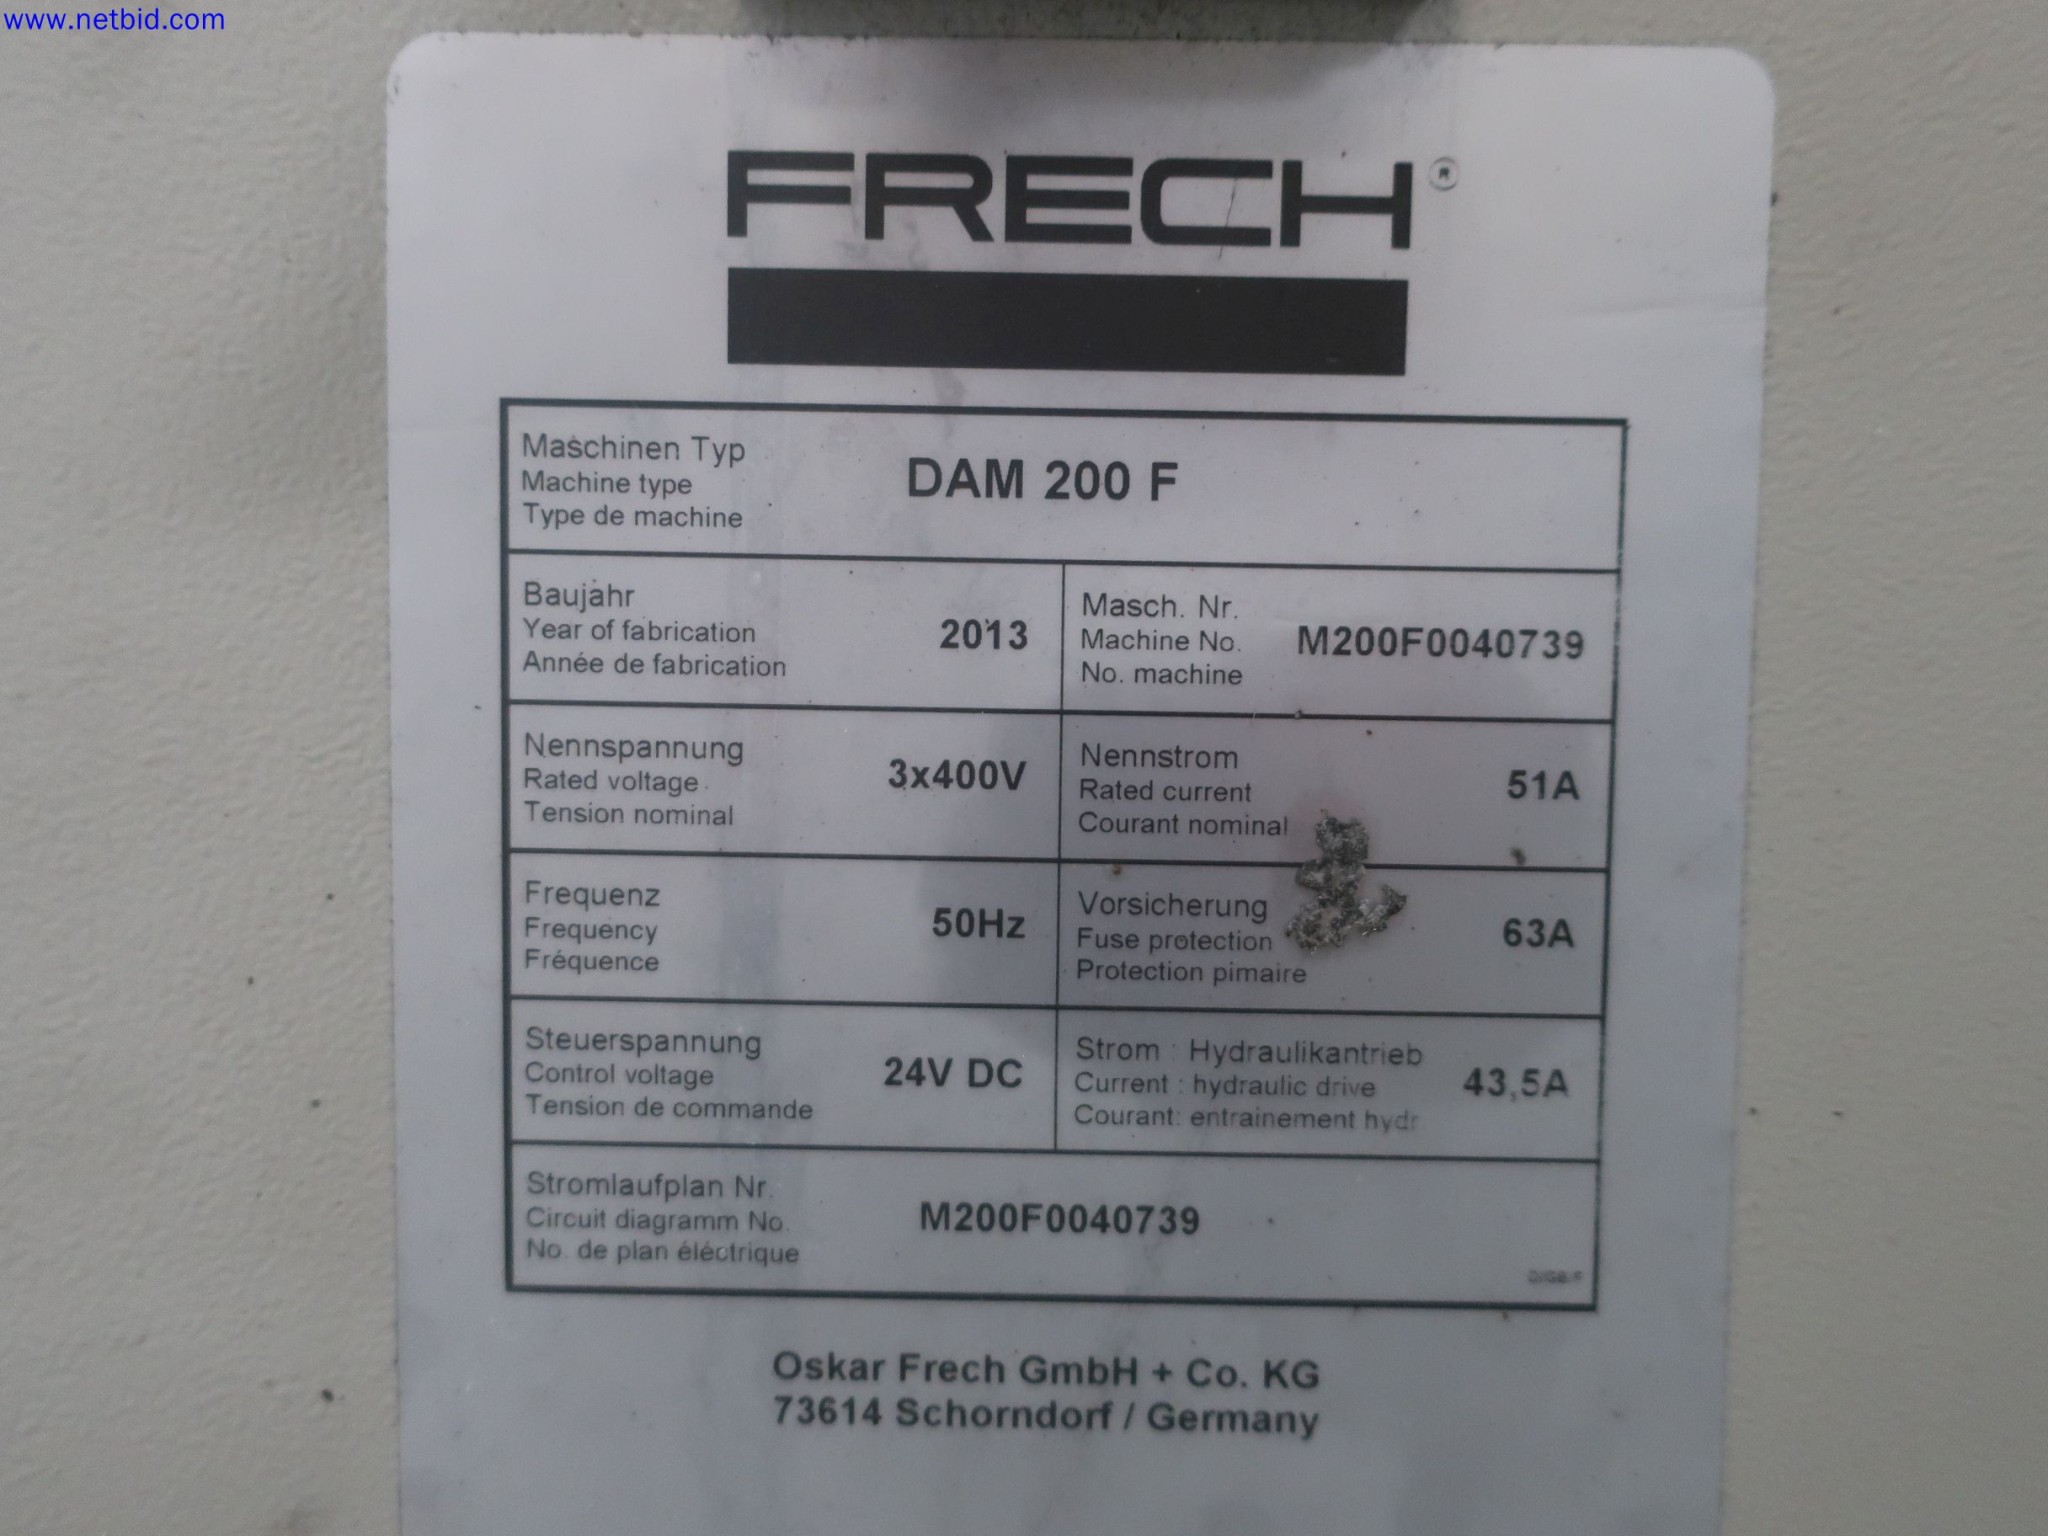 www.netbid.com
FRECH®
Maschinen Typ
Machine type
Type de machine
DAM 200 F
Baujahr
Year of fabrication
Année de fabrication
2013
Masch. Nr.
Machine No.
No. machine
M200F0040739
Nennspannung
Rated voltage
Tension nominal
3x400V
Nennstrom
Rated current
Courant nominal
51A
Frequenz
Frequency
Fréquence
50Hz
Vorsicherung
Fuse protection
Protection pimaire
63A
Steuerspannung
Control voltage
Tension de commande
24V DC
Strom : Hydraulikantrieb
Current : hydraulic drive
Courant: entrainement hydr
43,5A
Stromlaufplan Nr.
Circuit diagramm No.
No. de plan électrique
M200F0040739
D/GB/F
Oskar Frech GmbH + Co. KG
73614 Schorndorf / Germany